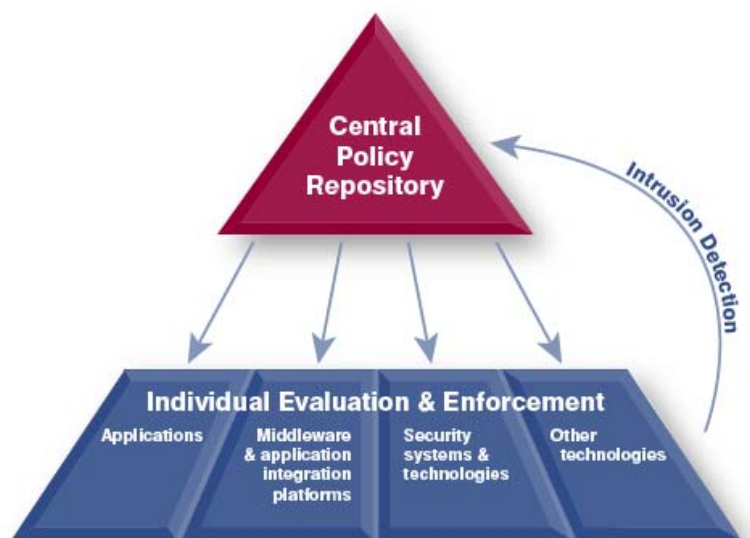 Central
Policy
Repository
Intrusion Detection
Individual Evaluation & Enforcement
Applications
Middleware
& application
integration
platforms
Security
systems &
technologies
Other
technologies